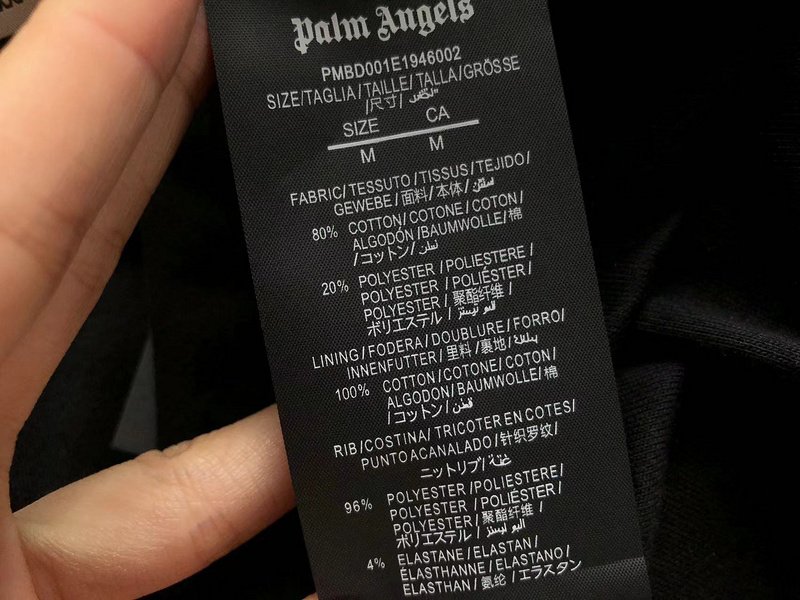 Palm Angels
PMBD001E1946002
SIZE/TAGLIA/TAILLE/TALLA/GRÖSSE
/尺寸/
SIZE CA
M M
FABRIC/TESSUTO/TISSUS/TEJIDO/
GEWEBE/面料/本体/
80% COTTON/COTONE/COTON/
ALGODÓN/BAUMWOLLE/棉
/コットン/
20% POLYESTER/POLIESTERE/
POLYESTER/POLIÉSTER/
POLYESTER/聚酯纤维/
ポリエステル/
LINING/FODERA/DOUBLURE/FORRO/
INNENFUTTER/里料/裏地/
100% COTTON/COTONE/COTON/
ALGODON/BAUMWOLLE/棉
/コットン/
RIB/COSTINA/TRICOTER EN COTES/
PUNTO ACANALADO/针织罗纹/
ニットリブ/
96% POLYESTER/POLIESTERE/
POLYESTER/POLIÉSTER/
POLYESTER/聚酯纤维/
ポリエステル/
4% ELASTANE/ELASTAN/
ÉLASTHANNE/ELASTANO/
ELASTHAN/氨纶/エラスタン